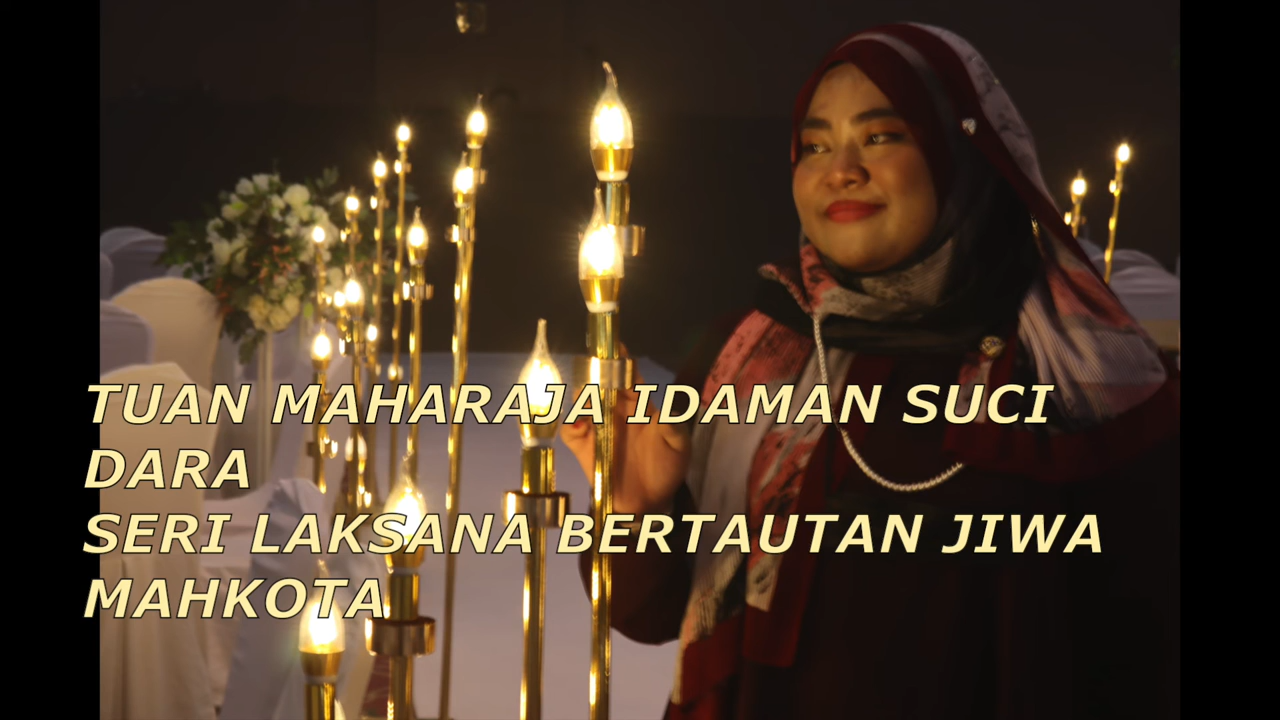 TUAN MAHARAJA IDAMAN SUCI
DARA
SERI LAKSANA BERTAUTAN JIWA
MAHKOTA